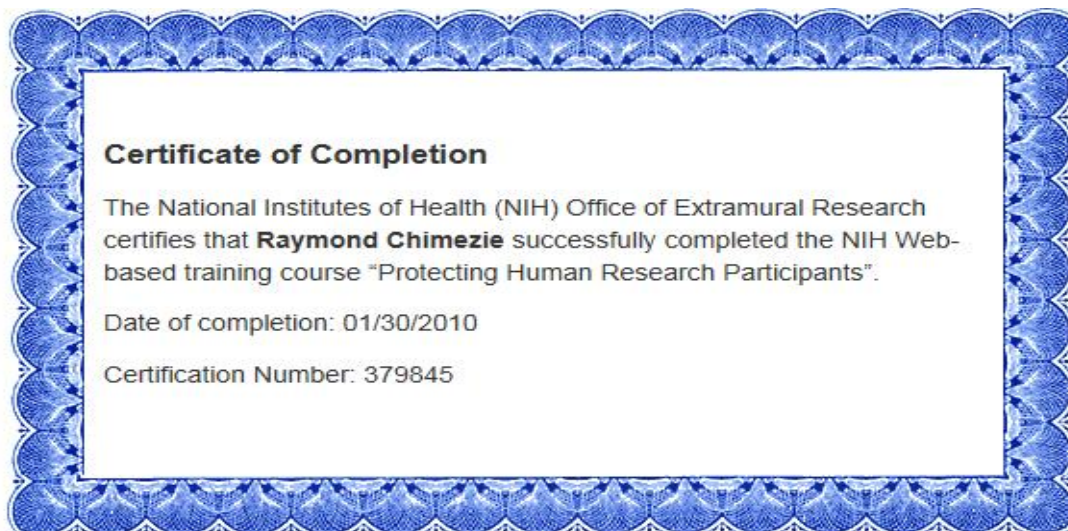 Certificate of Completion
The National Institutes of Health (NIH) Office of Extramural Research
certifies that Raymond Chimezie successfully completed the NIH Web-
based training course “Protecting Human Research Participants”.
Date of completion: 01/30/2010
Certification Number: 379845